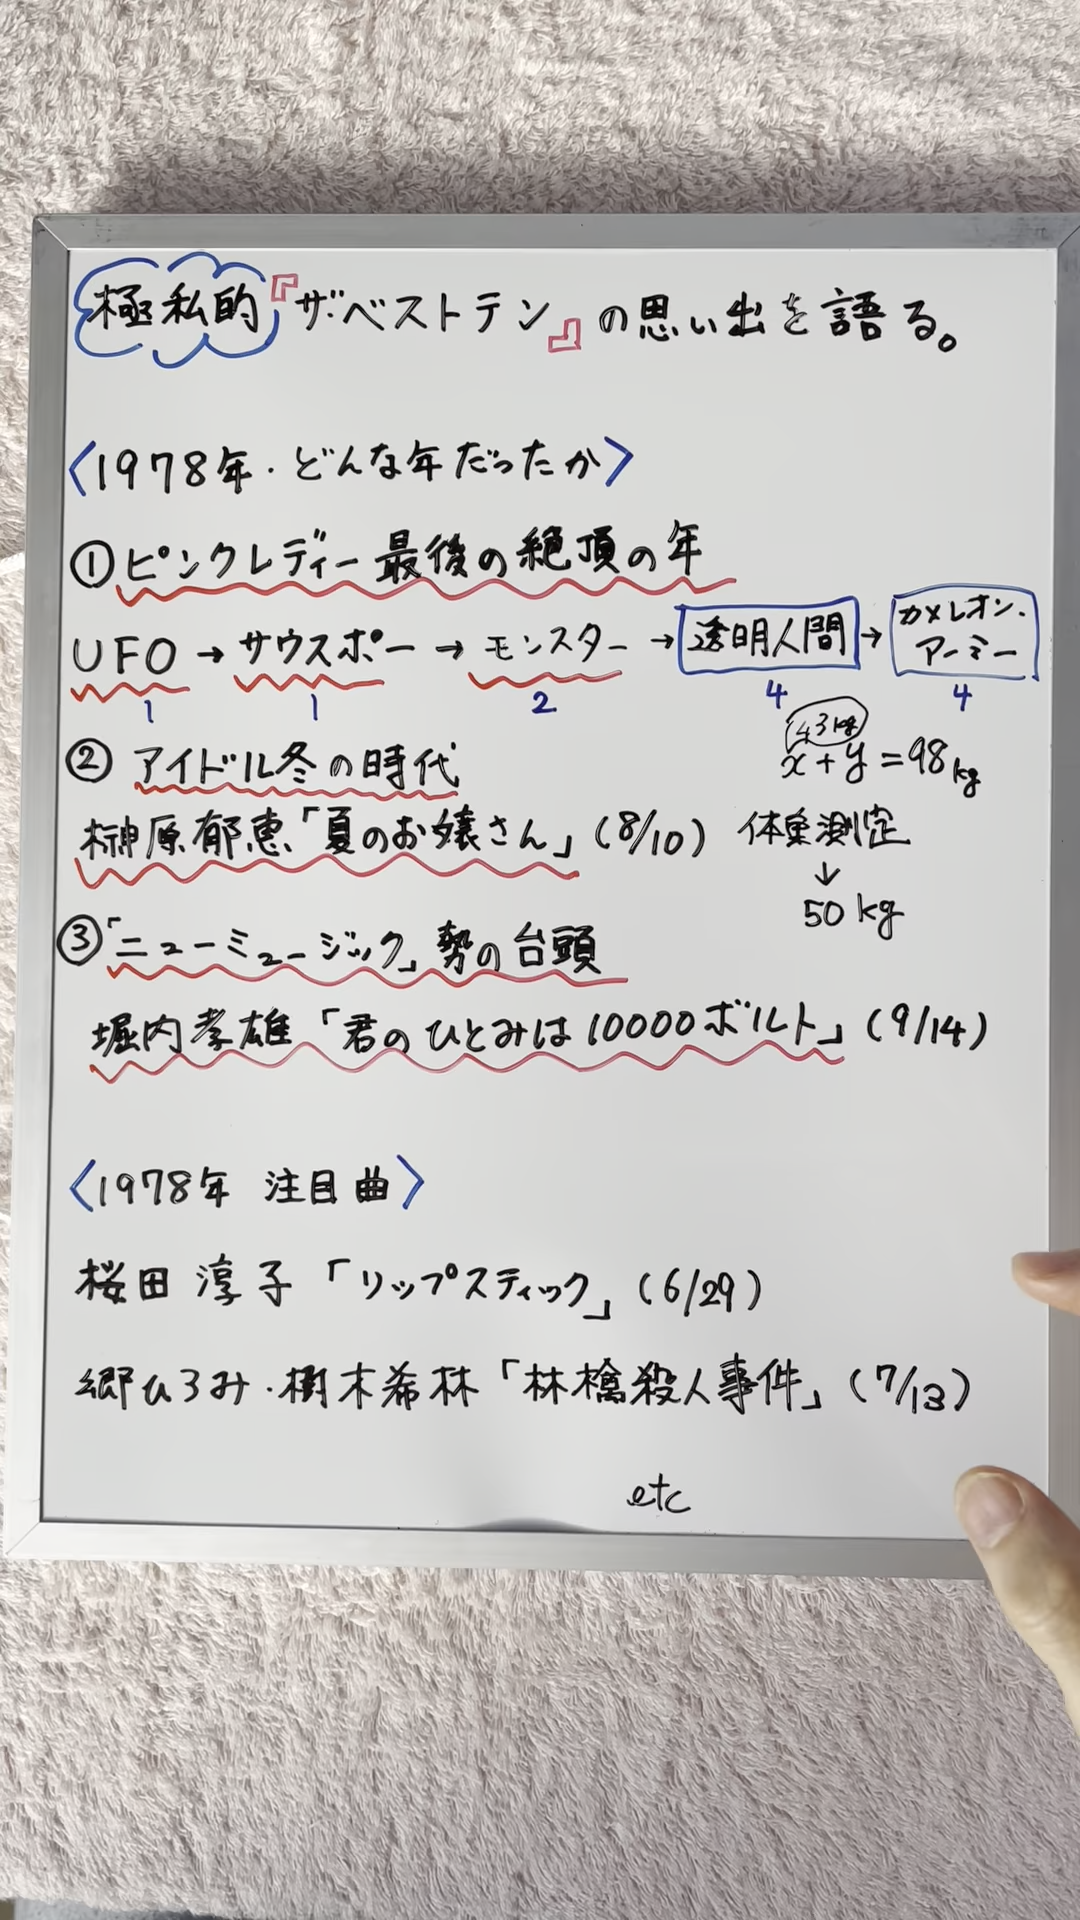 極私的『ザ・ベストテン』の思い出を語る。
〈1978年・どんな年だったか〉
①ピンクレディー最後の絶頂の年
UFO→サウスポー→モンスター→透明人間→カメレオン・アーミー
1 1 2 4 4
43kg
x+y=98kg
②アイドル冬の時代
榊原郁恵「夏のお嬢さん」(8/10)
体重測定
↓
50kg
③「ニューミュージック」勢の台頭
堀内孝雄「君のひとみは10000ボルト」(9/14)
〈1978年 注目曲〉
桜田淳子「リップスティック」(6/29)
郷ひろみ・樹木希林「林檎殺人事件」(7/13)
etc